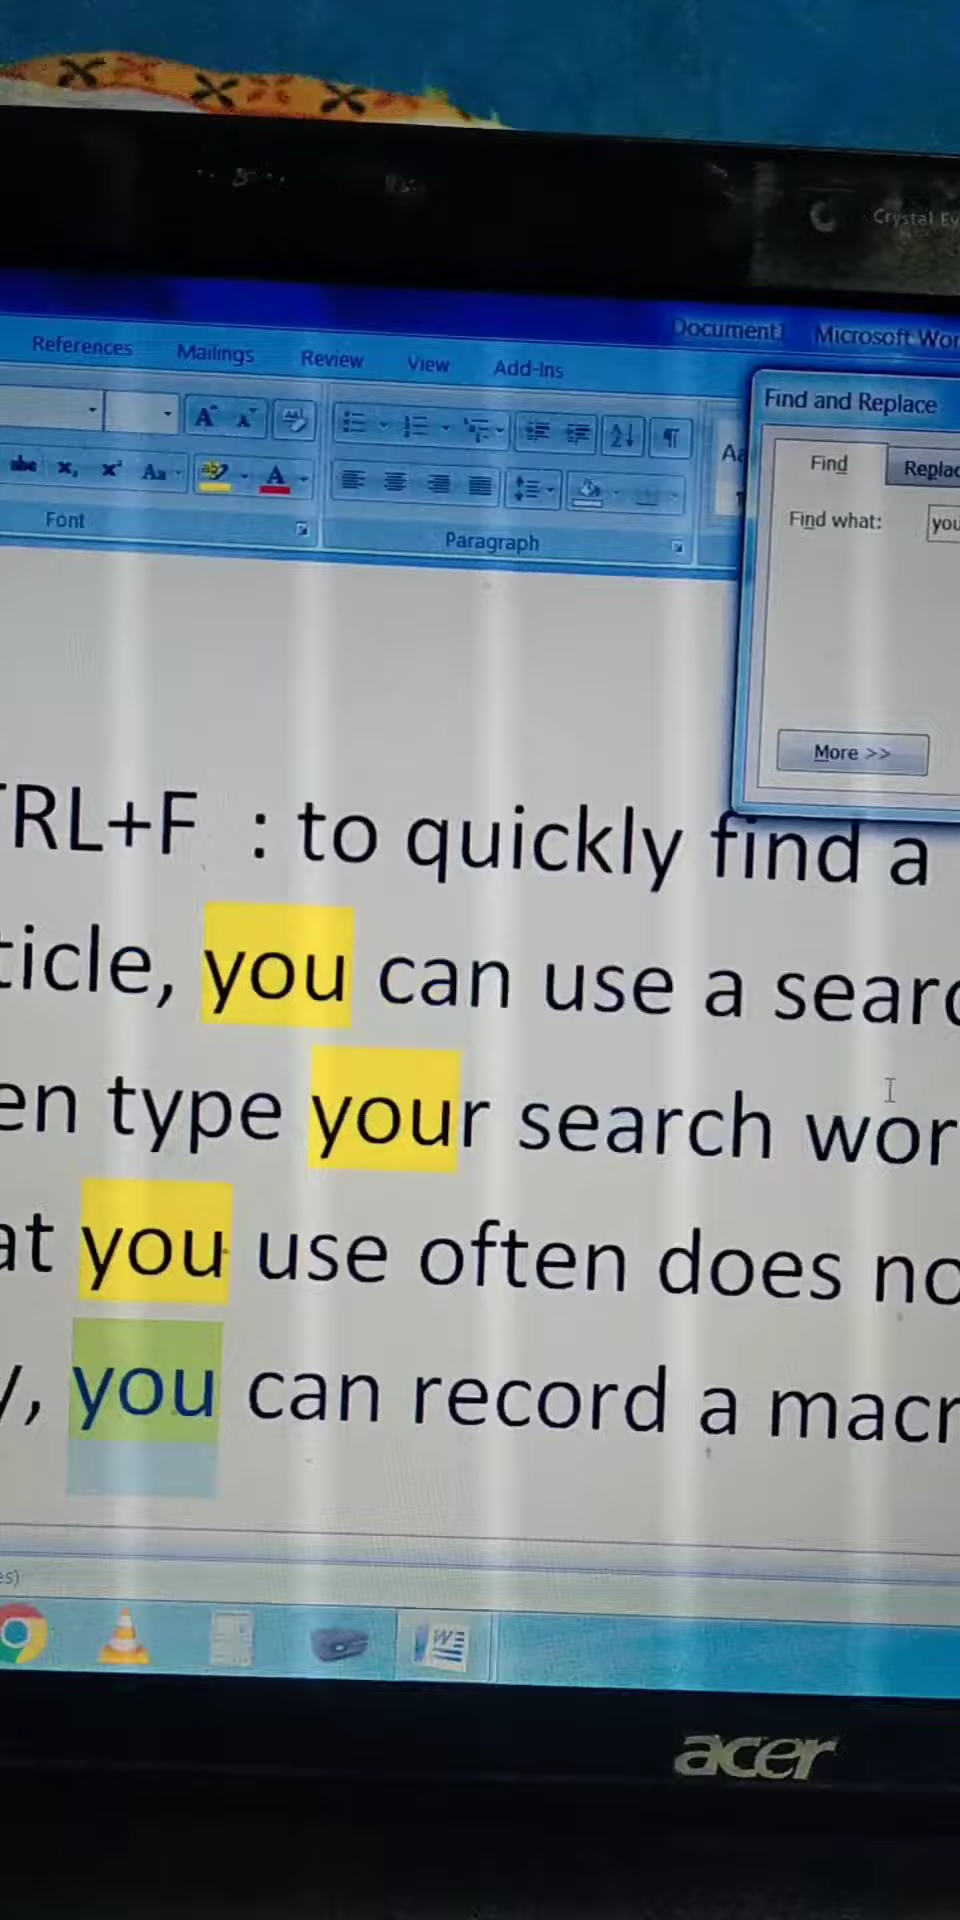 Crystal Ey
Document1 Microsoft Wor
References Mailings Review View Add-Ins
Find and Replace
Find Replac
Find what: you
Font
Paragraph
More >>
TRL+F : to quickly find a
ticle, you can use a searc
en type your search wor
at you use often does no
y, you can record a macr
es)
acer